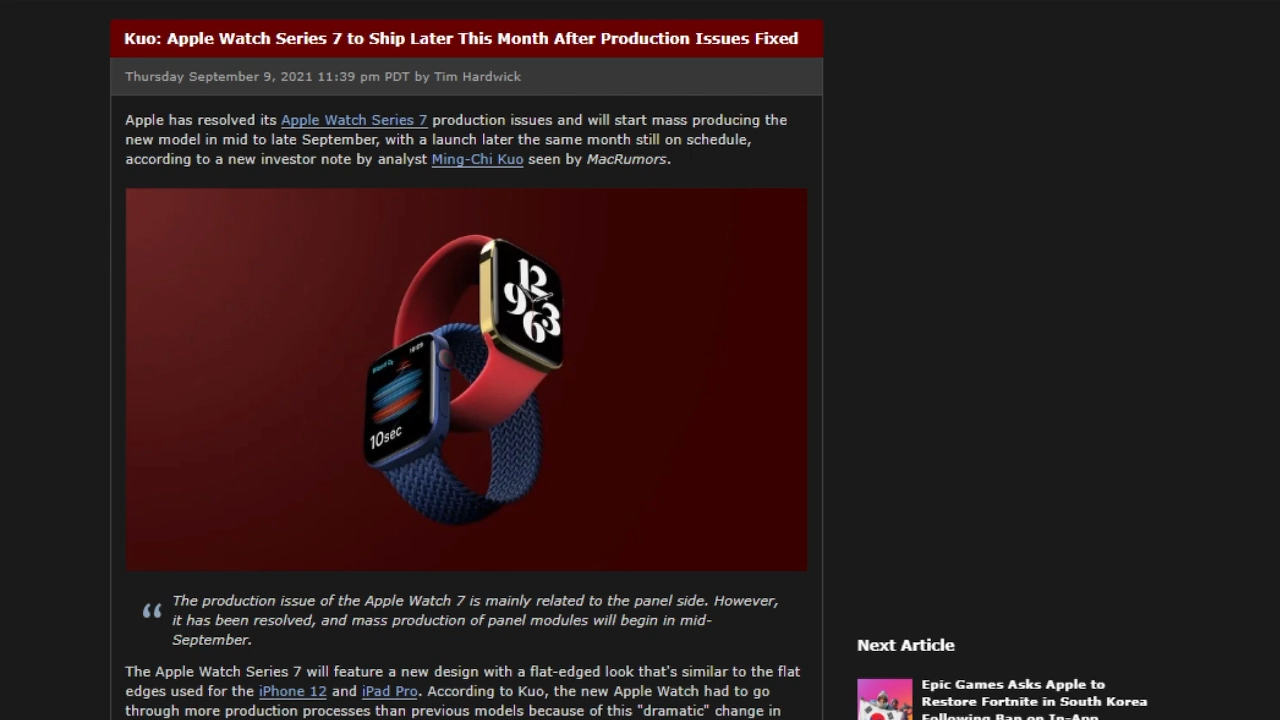 Kuo: Apple Watch Series 7 to Ship Later This Month After Production Issues Fixed
Thursday September 9, 2021 11:39 pm PDT by Tim Hardwick
Apple has resolved its Apple Watch Series 7 production issues and will start mass producing the
new model in mid to late September, with a launch later the same month still on schedule,
according to a new investor note by analyst Ming-Chi Kuo seen by MacRumors.
12
9 3
6
10:09
10sec
“ The production issue of the Apple Watch 7 is mainly related to the panel side. However,
it has been resolved, and mass production of panel modules will begin in mid-
September.
The Apple Watch Series 7 will feature a new design with a flat-edged look that's similar to the flat
edges used for the iPhone 12 and iPad Pro. According to Kuo, the new Apple Watch had to go
through more production processes than previous models because of this "dramatic" change in
Next Article
Epic Games Asks Apple to
Restore Fortnite in South Korea
Following Ban on In-App